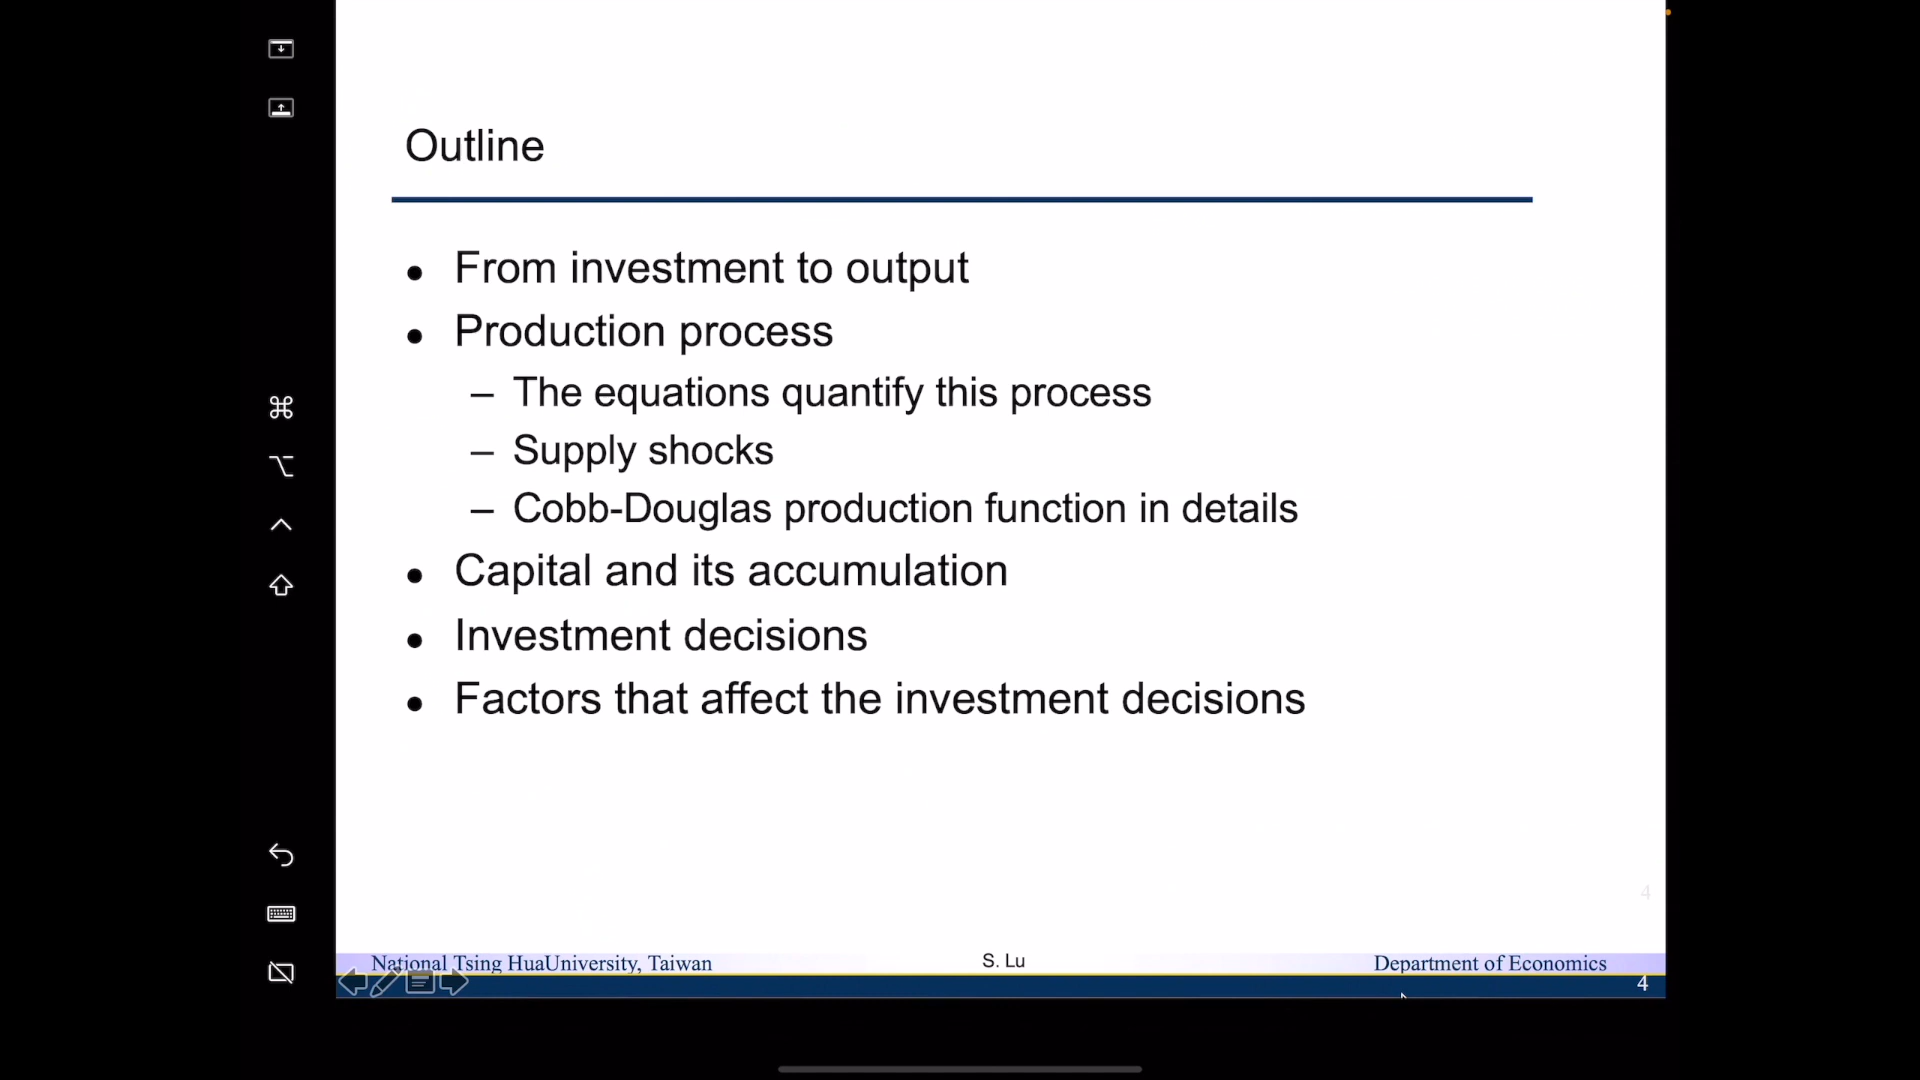 Outline
● From investment to output
● Production process
– The equations quantify this process
– Supply shocks
– Cobb-Douglas production function in details
● Capital and its accumulation
● Investment decisions
● Factors that affect the investment decisions
4
National Tsing HuaUniversity, Taiwan
S. Lu
Department of Economics
4